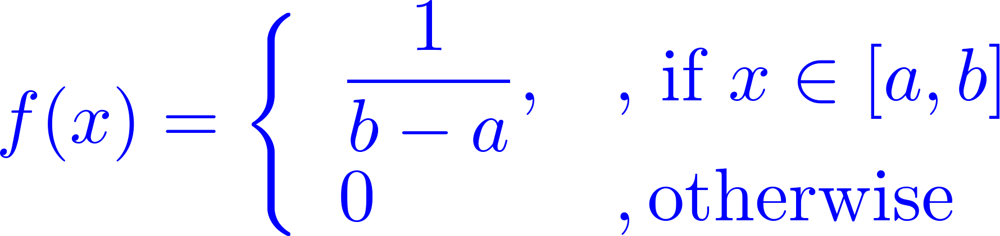 f(x) = { 1/(b − a), , if x ∈ [a, b]
0 , otherwise